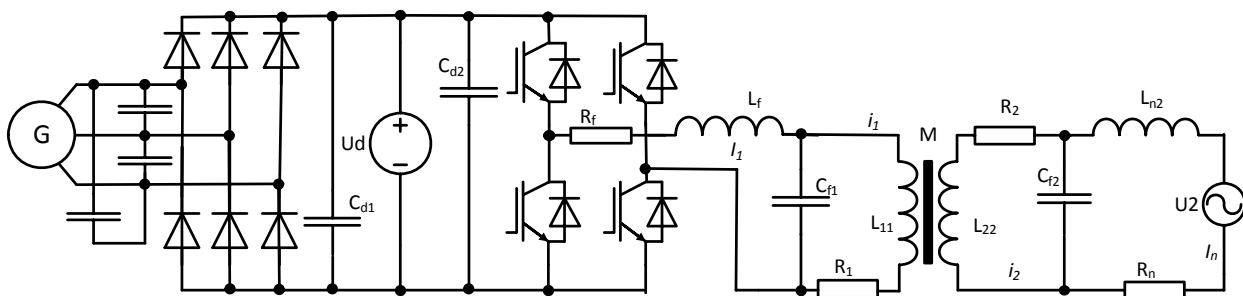 G
C_d1
Ud
+
−
C_d2
R_f
L_f
I_1
i_1
C_f1
R_1
L_11
M
L_22
R_2
i_2
C_f2
L_n2
R_n
U2
I_n